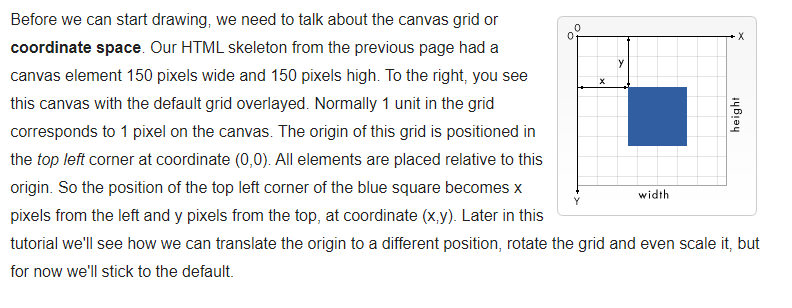 Before we can start drawing, we need to talk about the canvas grid or
coordinate space. Our HTML skeleton from the previous page had a
canvas element 150 pixels wide and 150 pixels high. To the right, you see
this canvas with the default grid overlayed. Normally 1 unit in the grid
corresponds to 1 pixel on the canvas. The origin of this grid is positioned in
the top left corner at coordinate (0,0). All elements are placed relative to this
origin. So the position of the top left corner of the blue square becomes x
pixels from the left and y pixels from the top, at coordinate (x,y). Later in this
tutorial we'll see how we can translate the origin to a different position, rotate the grid and even scale it, but
for now we'll stick to the default.
0
0
X
y
x
height
width
Y